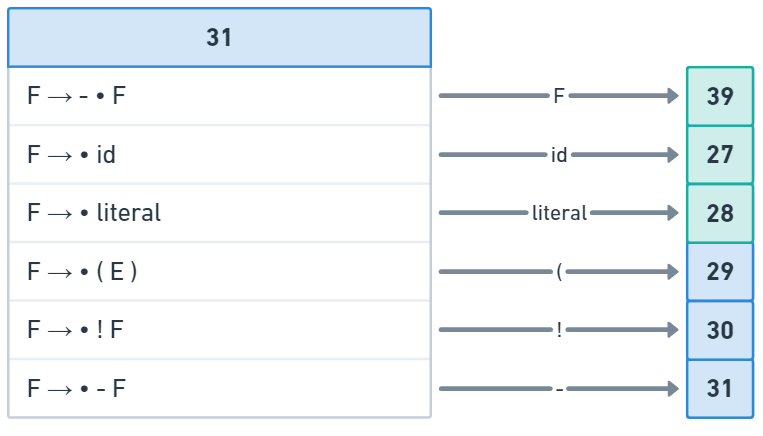 31
F → - • F F 39
F → • id id 27
F → • literal literal 28
F → • ( E ) ( 29
F → • ! F ! 30
F → • - F - 31